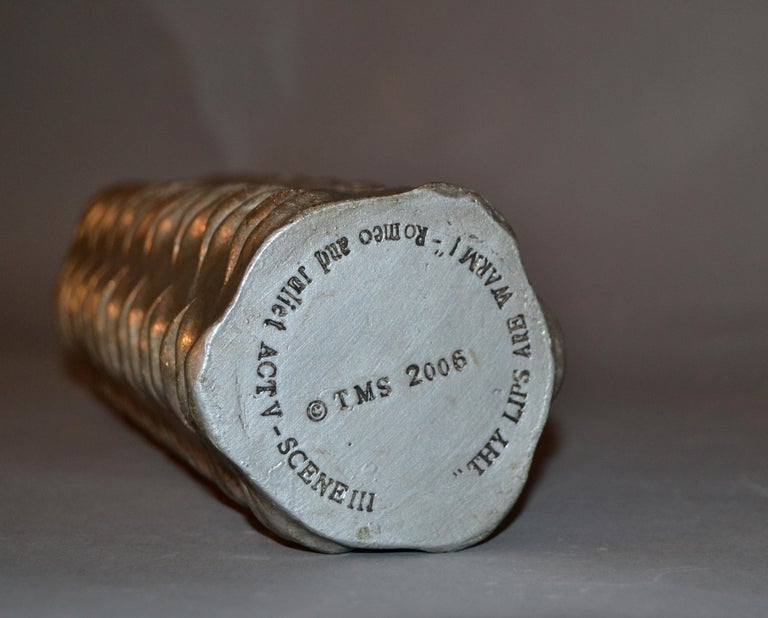 "THY LIPS ARE WARM!"- Romeo and Juliet ACT V - SCENE III
© TMS 2006